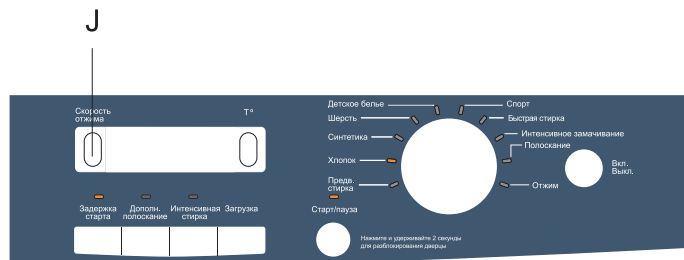 J
Скорость
отжима
T°
Детское белье
Шерсть
Синтетика
Хлопок
Предв.
стирка
Спорт
Быстрая стирка
Интенсивное замачивание
Полоскание
Отжим
Вкл.
Выкл.
Задержка
старта
Дополн.
полоскание
Интенсивная
стирка
Загрузка
Старт/пауза
Нажмите и удерживайте 2 секунды
для разблокирования дверцы